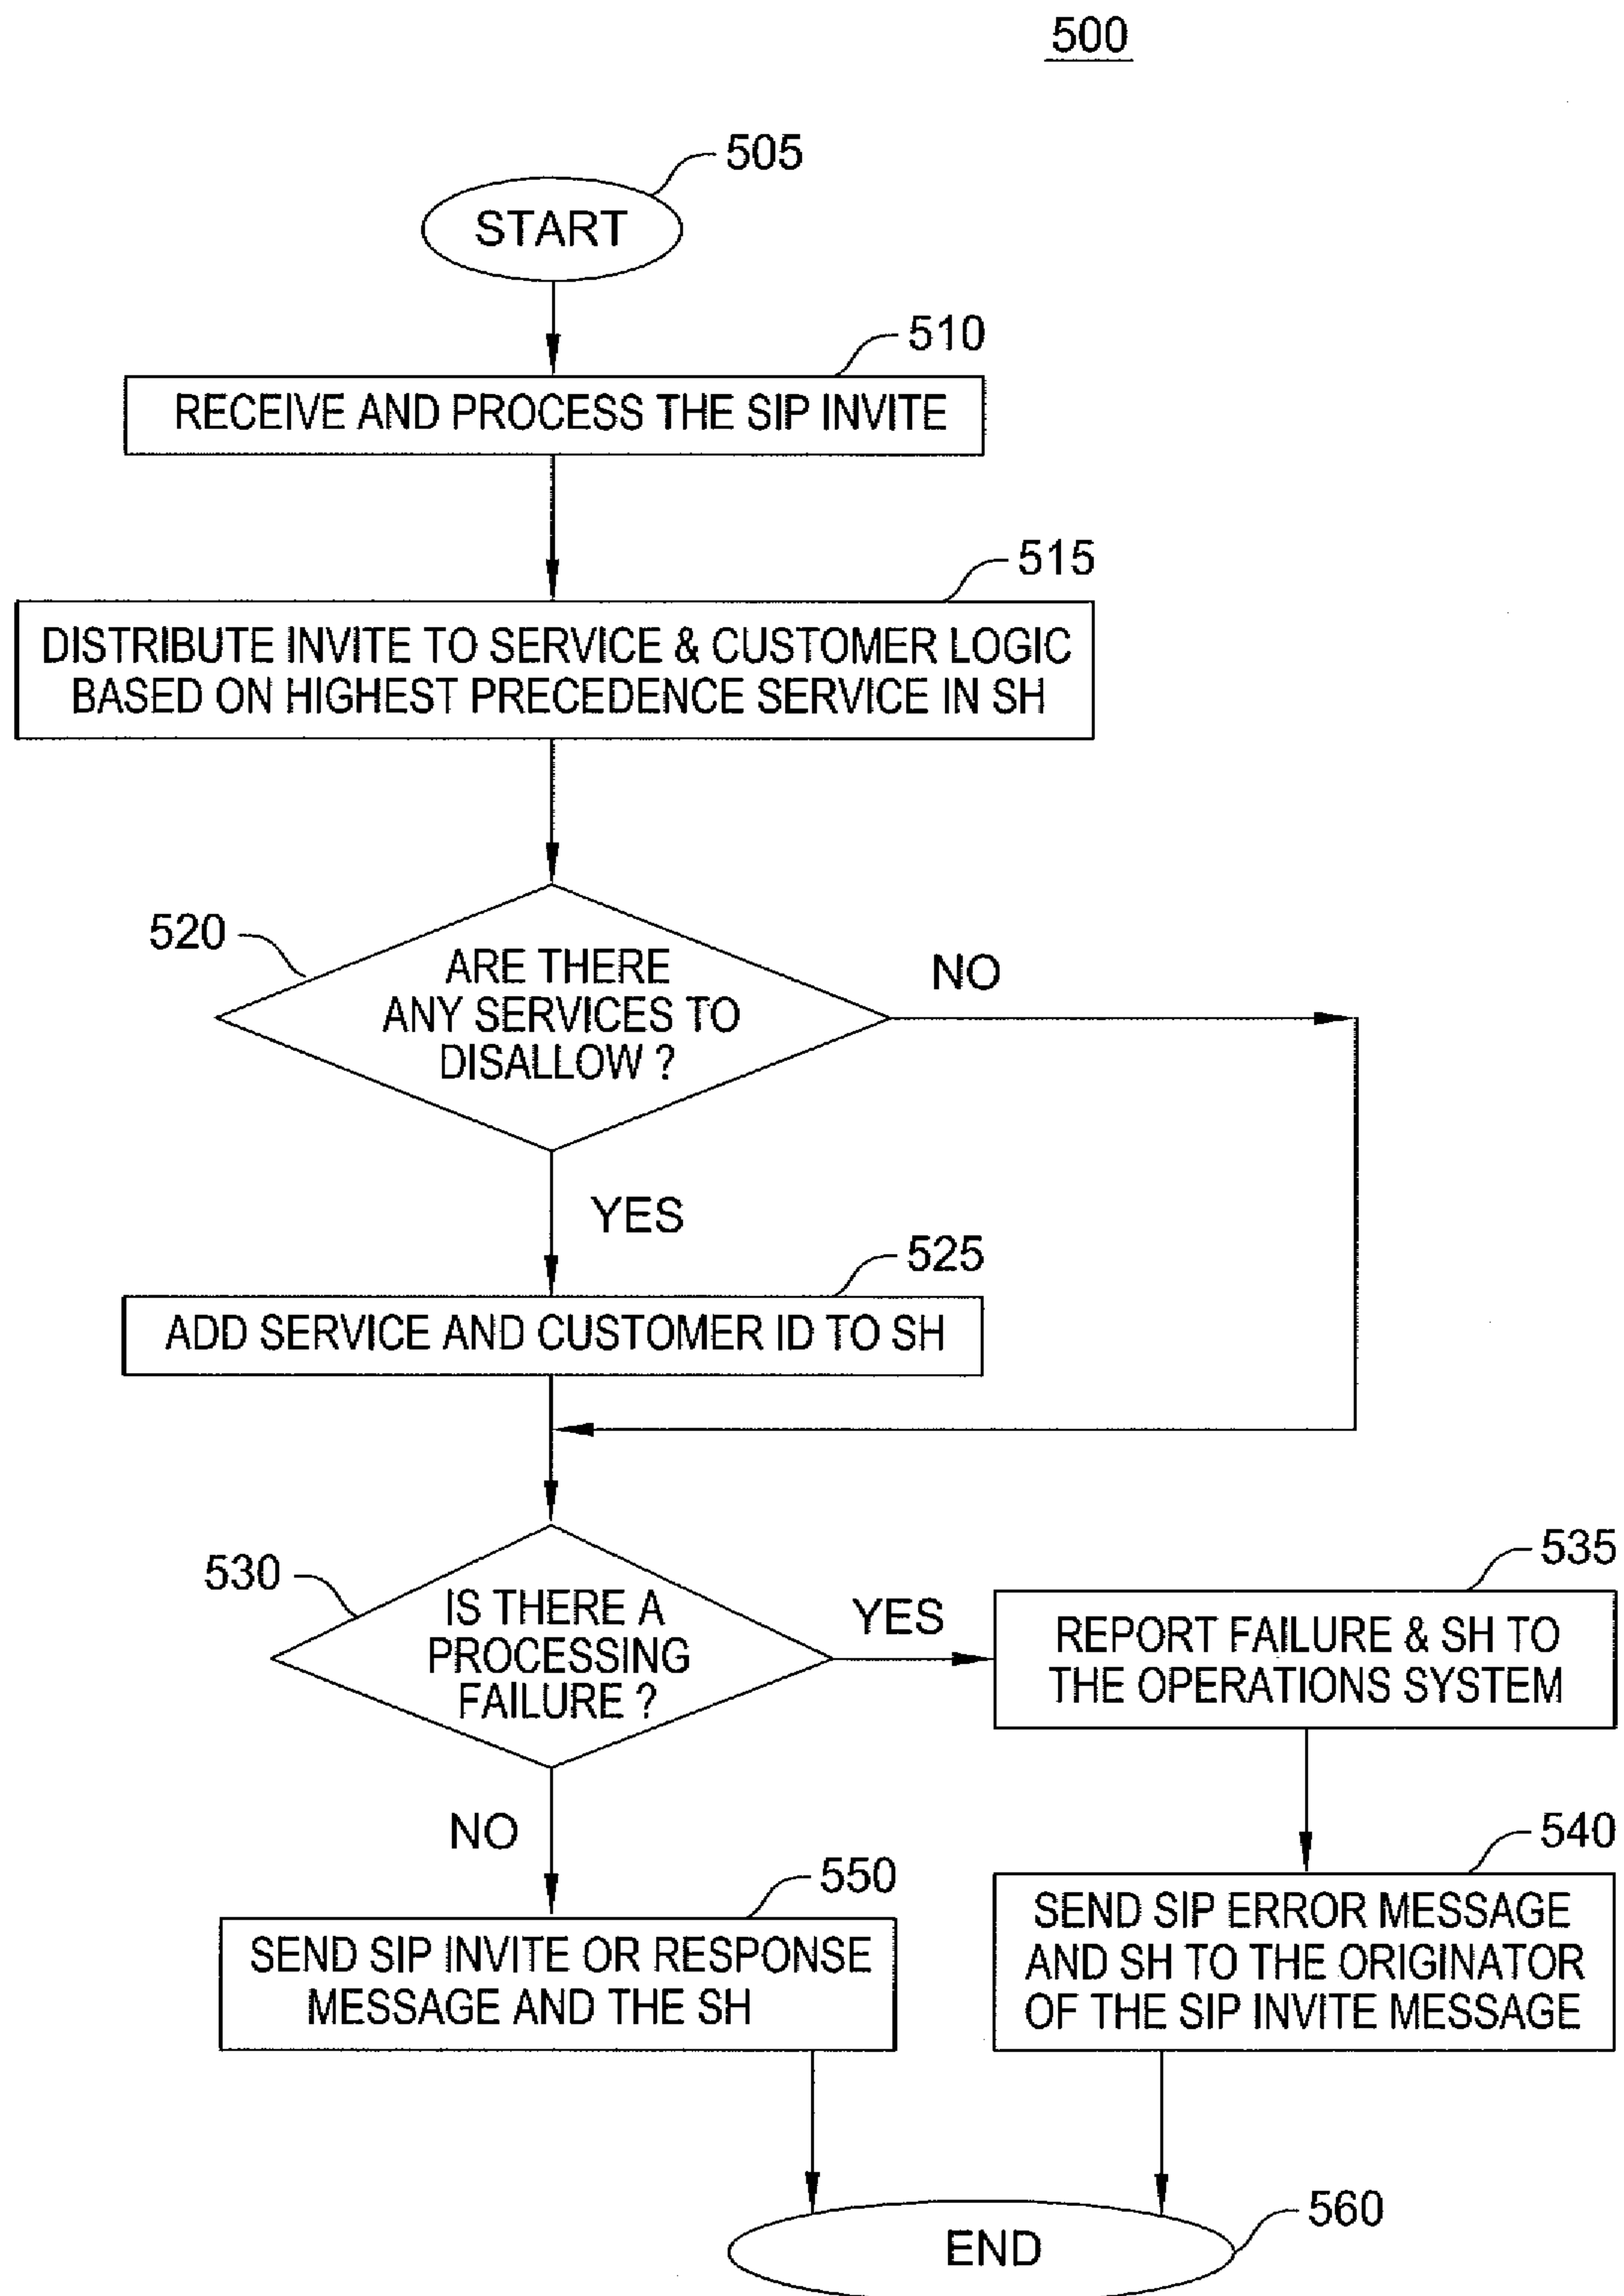 500
505
START
510
RECEIVE AND PROCESS THE SIP INVITE
515
DISTRIBUTE INVITE TO SERVICE & CUSTOMER LOGIC
BASED ON HIGHEST PRECEDENCE SERVICE IN SH
520
ARE THERE
ANY SERVICES TO
DISALLOW ?
NO
YES
525
ADD SERVICE AND CUSTOMER ID TO SH
530
IS THERE A
PROCESSING
FAILURE ?
YES
535
REPORT FAILURE & SH TO
THE OPERATIONS SYSTEM
NO
540
SEND SIP ERROR MESSAGE
AND SH TO THE ORIGINATOR
OF THE SIP INVITE MESSAGE
550
SEND SIP INVITE OR RESPONSE
MESSAGE AND THE SH
560
END